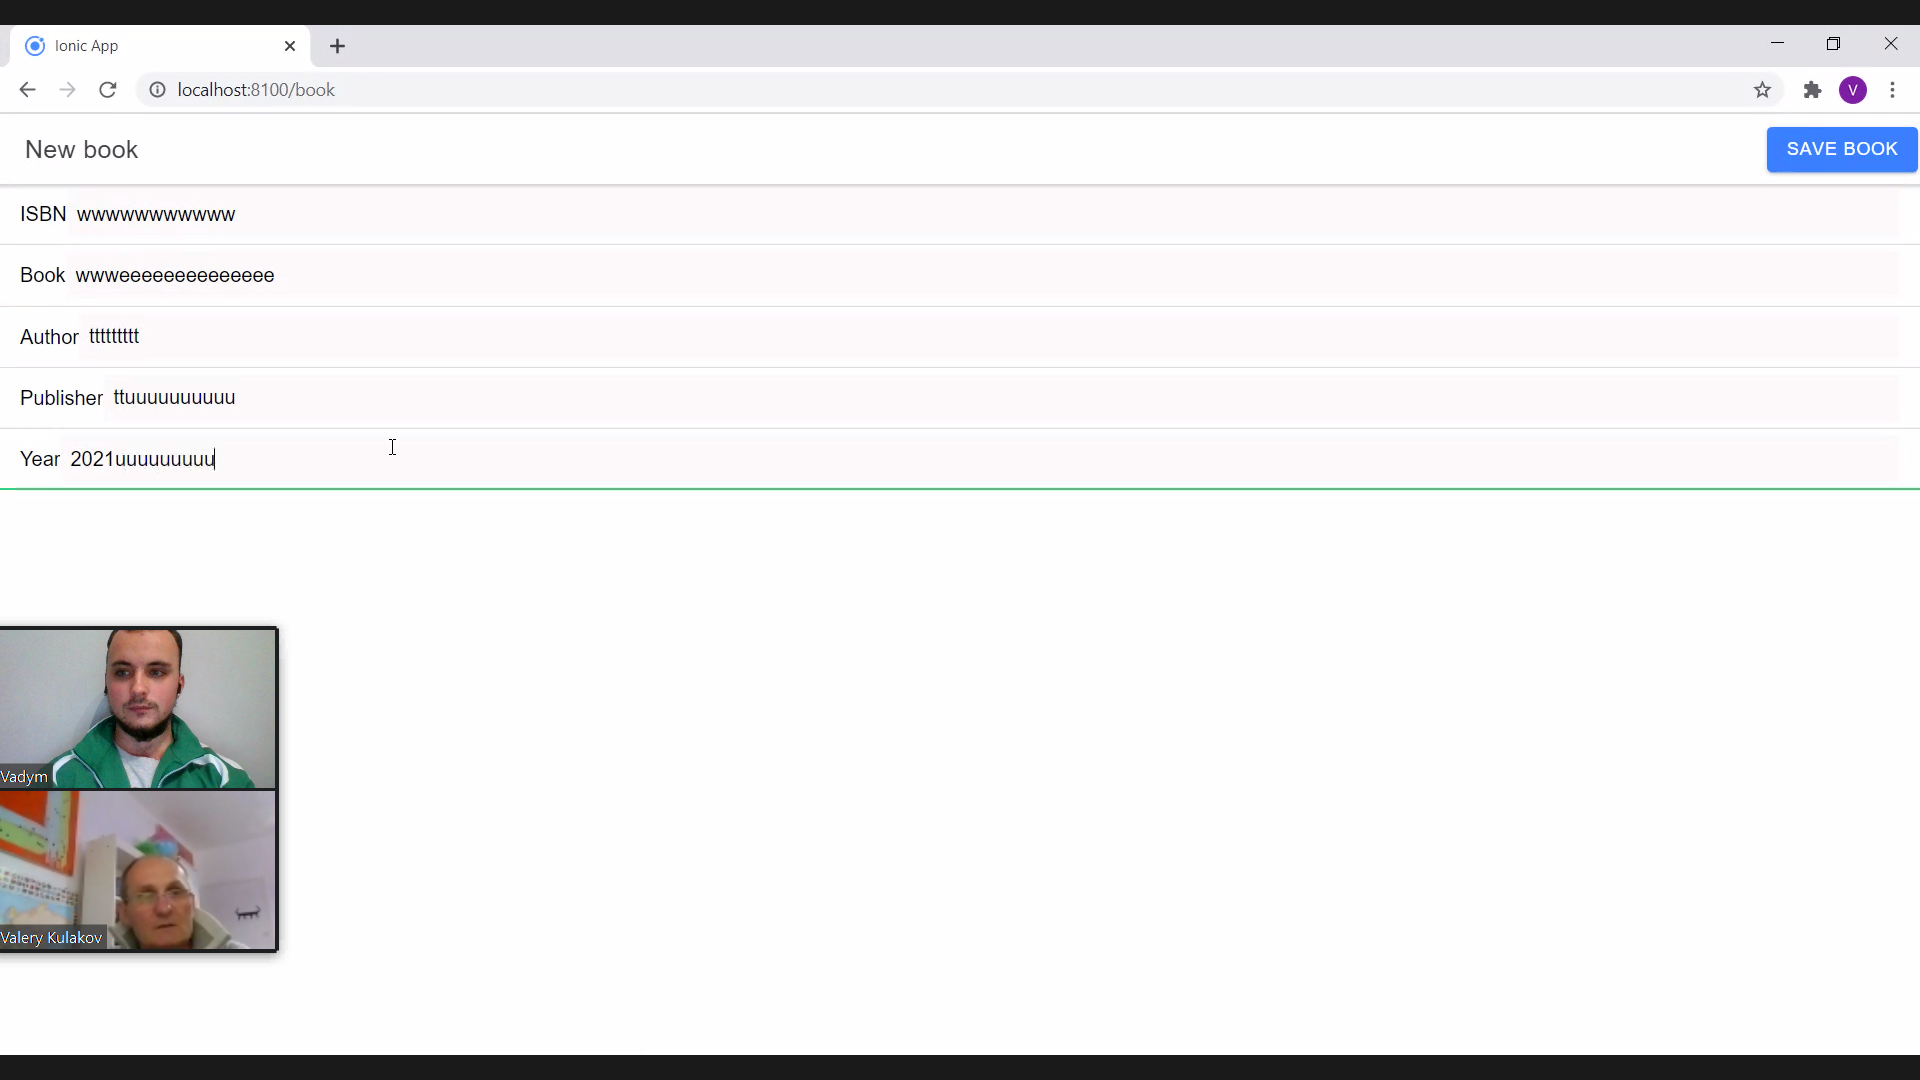 Ionic App
localhost:8100/book
V
New book
SAVE BOOK
ISBN wwwwwwwwwww
Book wwweeeeeeeeeeeeee
Author ttttttttt
Publisher ttuuuuuuuuuu
Year 2021uuuuuuuuu
Vadym
Valery Kulakov